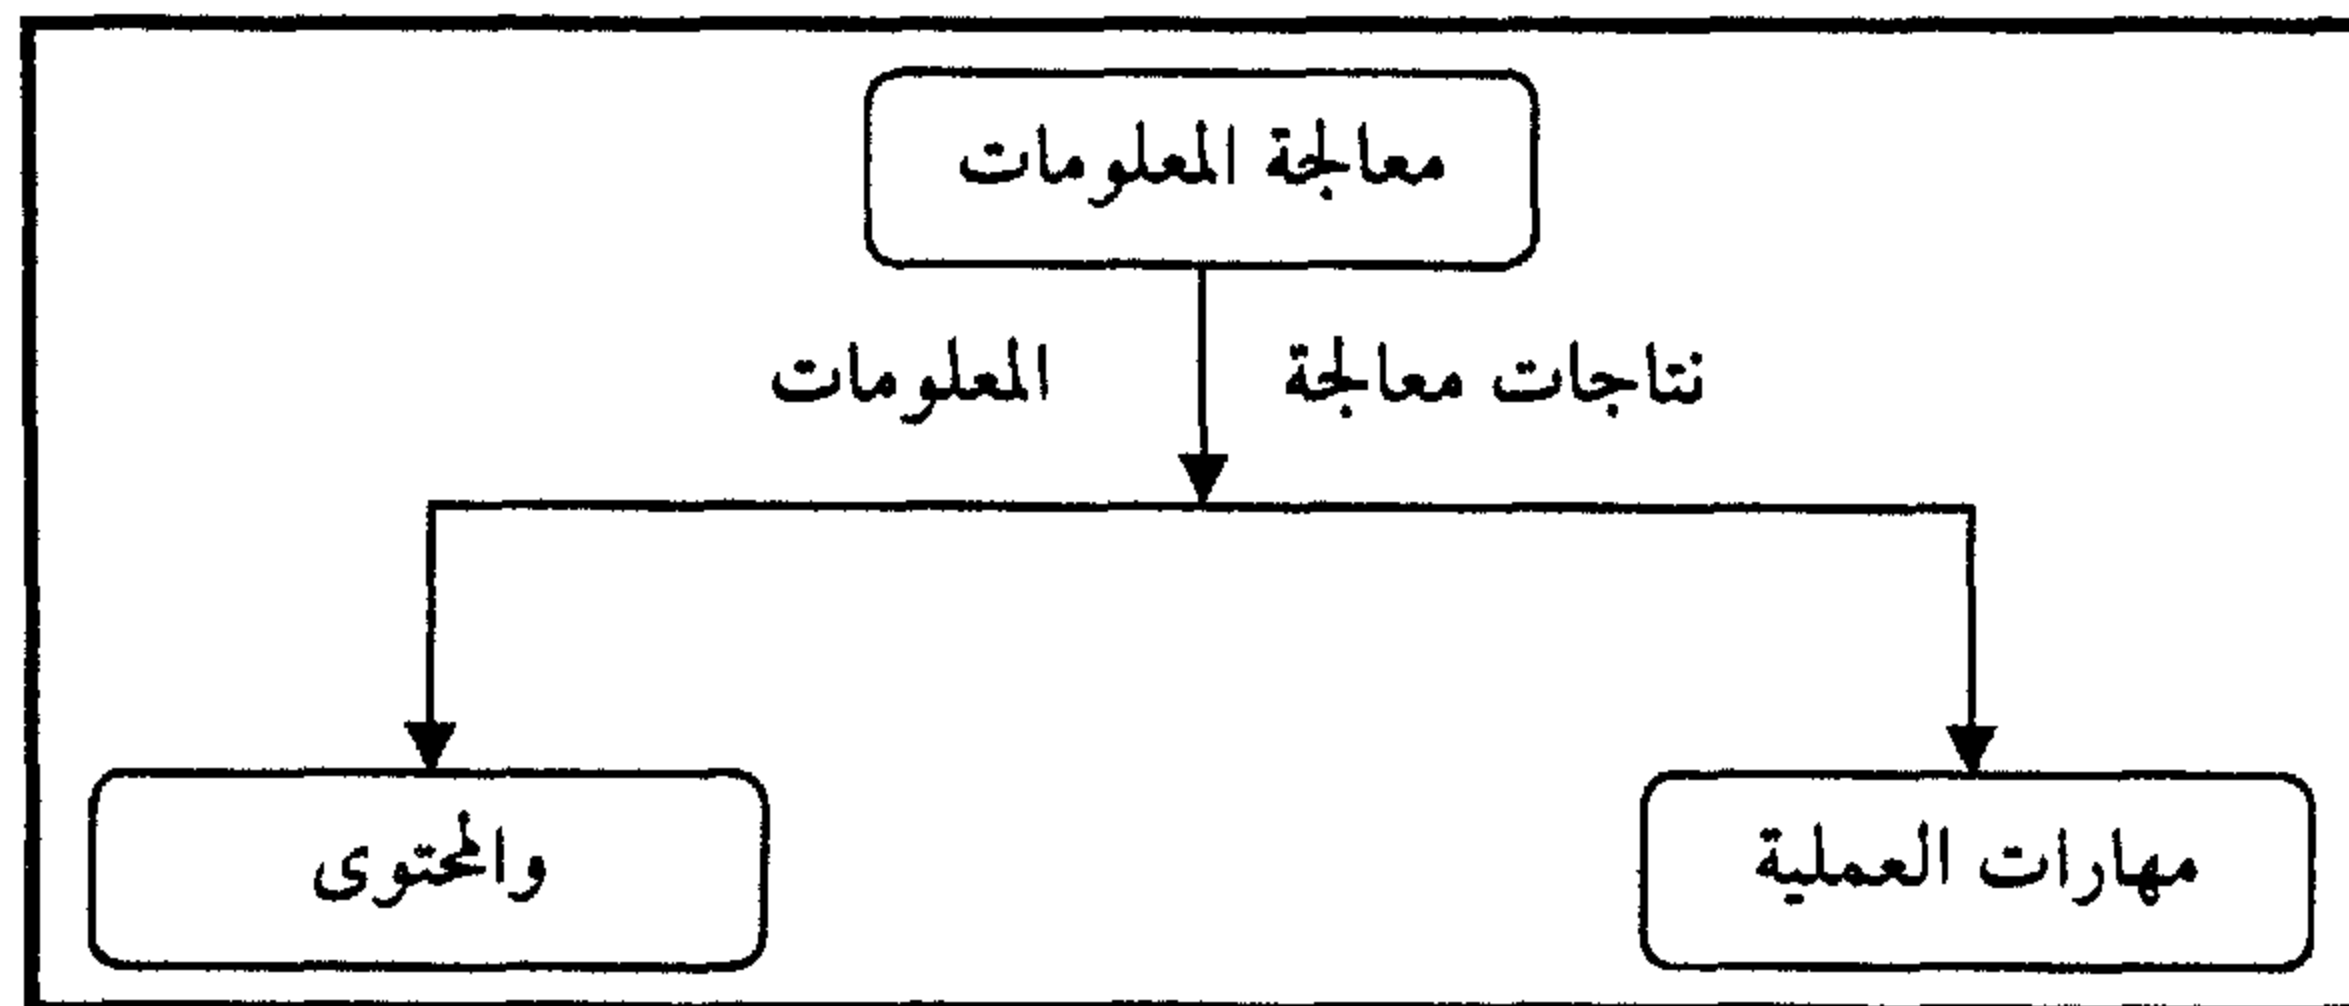 معالجة المعلومات
نتاجات معالجة المعلومات
مهارات العملية
والمحتوى